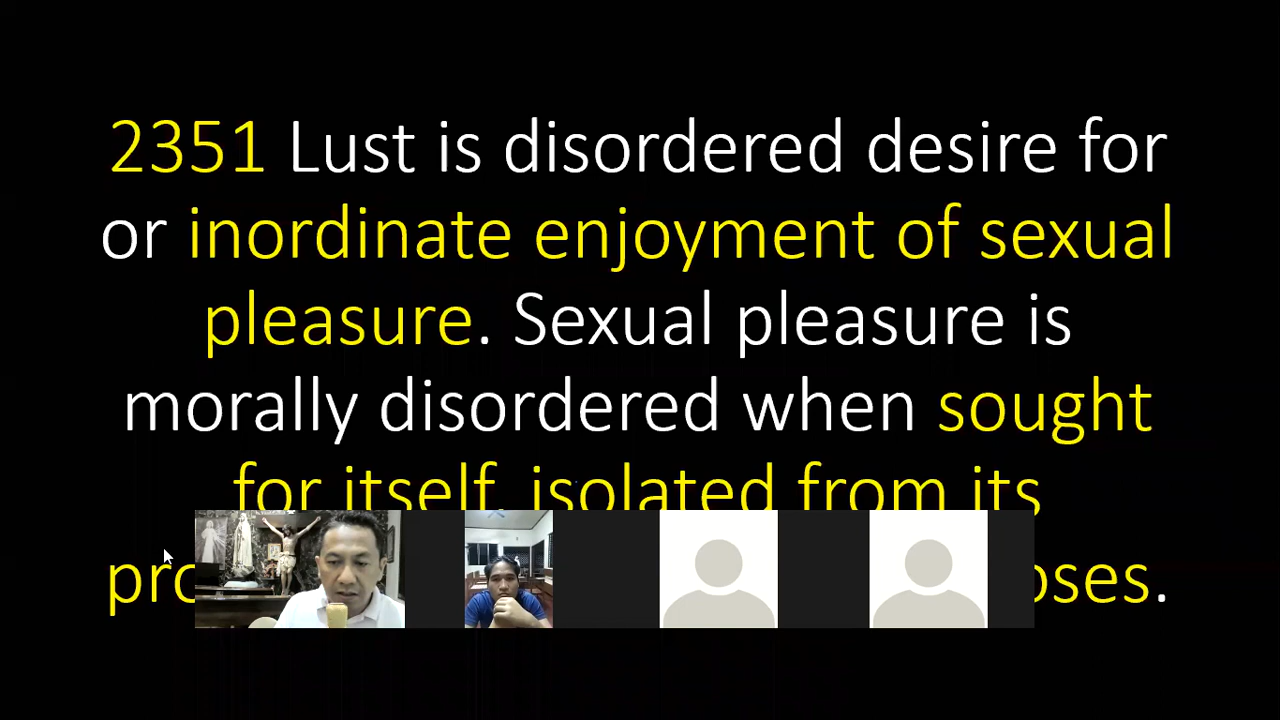 2351 Lust is disordered desire for
or inordinate enjoyment of sexual
pleasure. Sexual pleasure is
morally disordered when sought
for itself, isolated from its